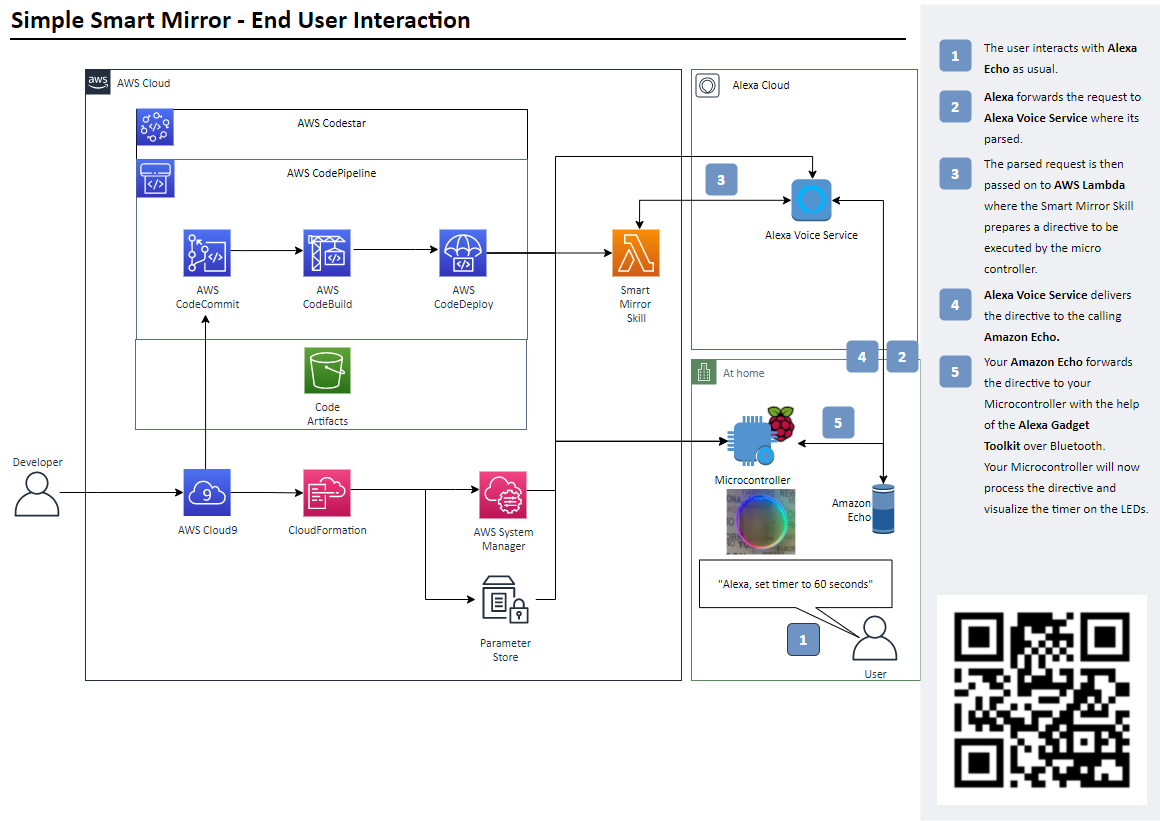 Simple Smart Mirror - End User Interaction
aws
AWS Cloud
AWS Codestar
AWS CodePipeline
AWS
CodeCommit
AWS
CodeBuild
AWS
CodeDeploy
Smart
Mirror
Skill
Code
Artifacts
Developer
9
AWS Cloud9
CloudFormation
AWS System
Manager
Parameter
Store
Alexa Cloud
3
Alexa Voice Service
4
2
At home
5
Microcontroller
Amazon
Echo
"Alexa, set timer to 60 seconds"
1
User
1
The user interacts with Alexa
Echo as usual.
2
Alexa forwards the request to
Alexa Voice Service where its
parsed.
3
The parsed request is then
passed on to AWS Lambda
where the Smart Mirror Skill
prepares a directive to be
executed by the micro
controller.
4
Alexa Voice Service delivers
the directive to the calling
Amazon Echo.
5
Your Amazon Echo forwards
the directive to your
Microcontroller with the help
of the Alexa Gadget
Toolkit over Bluetooth.
Your Microcontroller will now
process the directive and
visualize the timer on the LEDs.